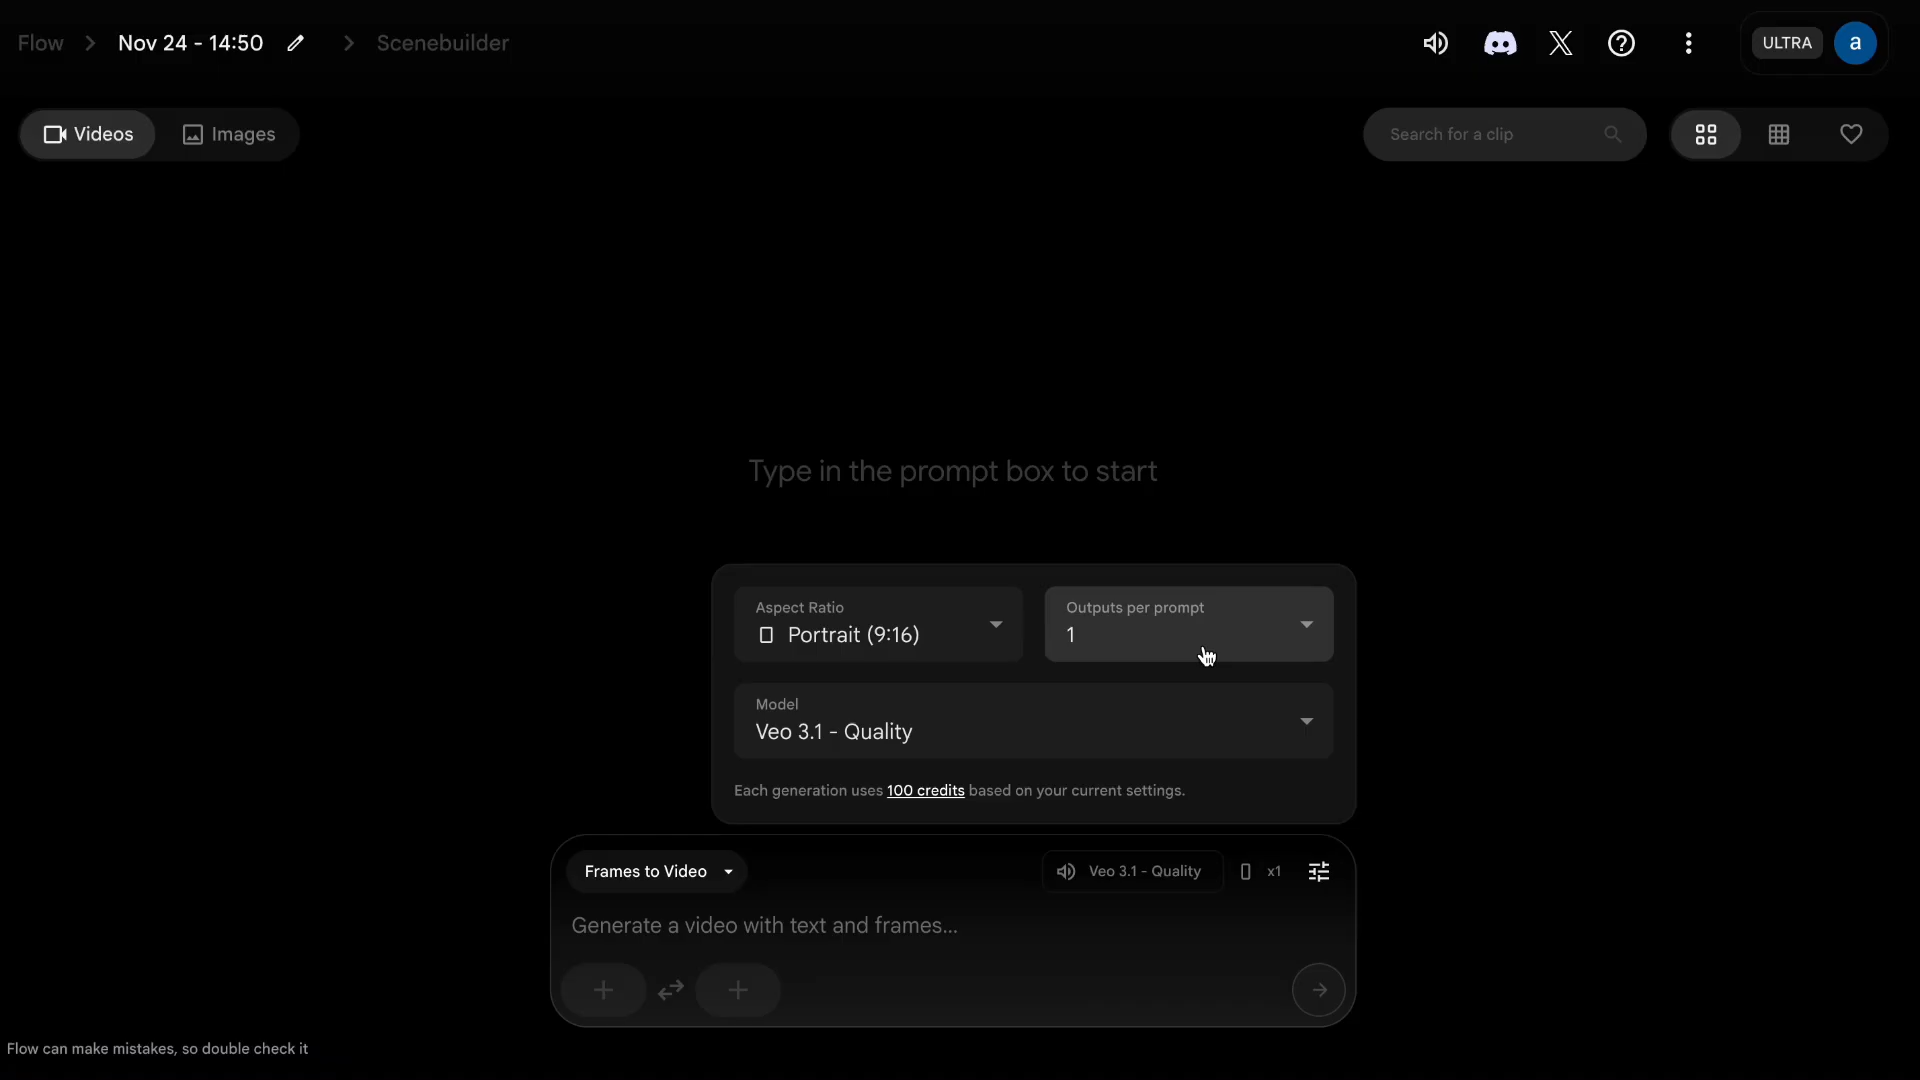 Flow > Nov 24 - 14:50 > Scenebuilder
ULTRA
a
Videos
Images
Search for a clip
Type in the prompt box to start
Aspect Ratio
Portrait (9:16)
Outputs per prompt
1
Model
Veo 3.1 - Quality
Each generation uses 100 credits based on your current settings.
Frames to Video
Veo 3.1 - Quality
x1
Generate a video with text and frames...
Flow can make mistakes, so double check it